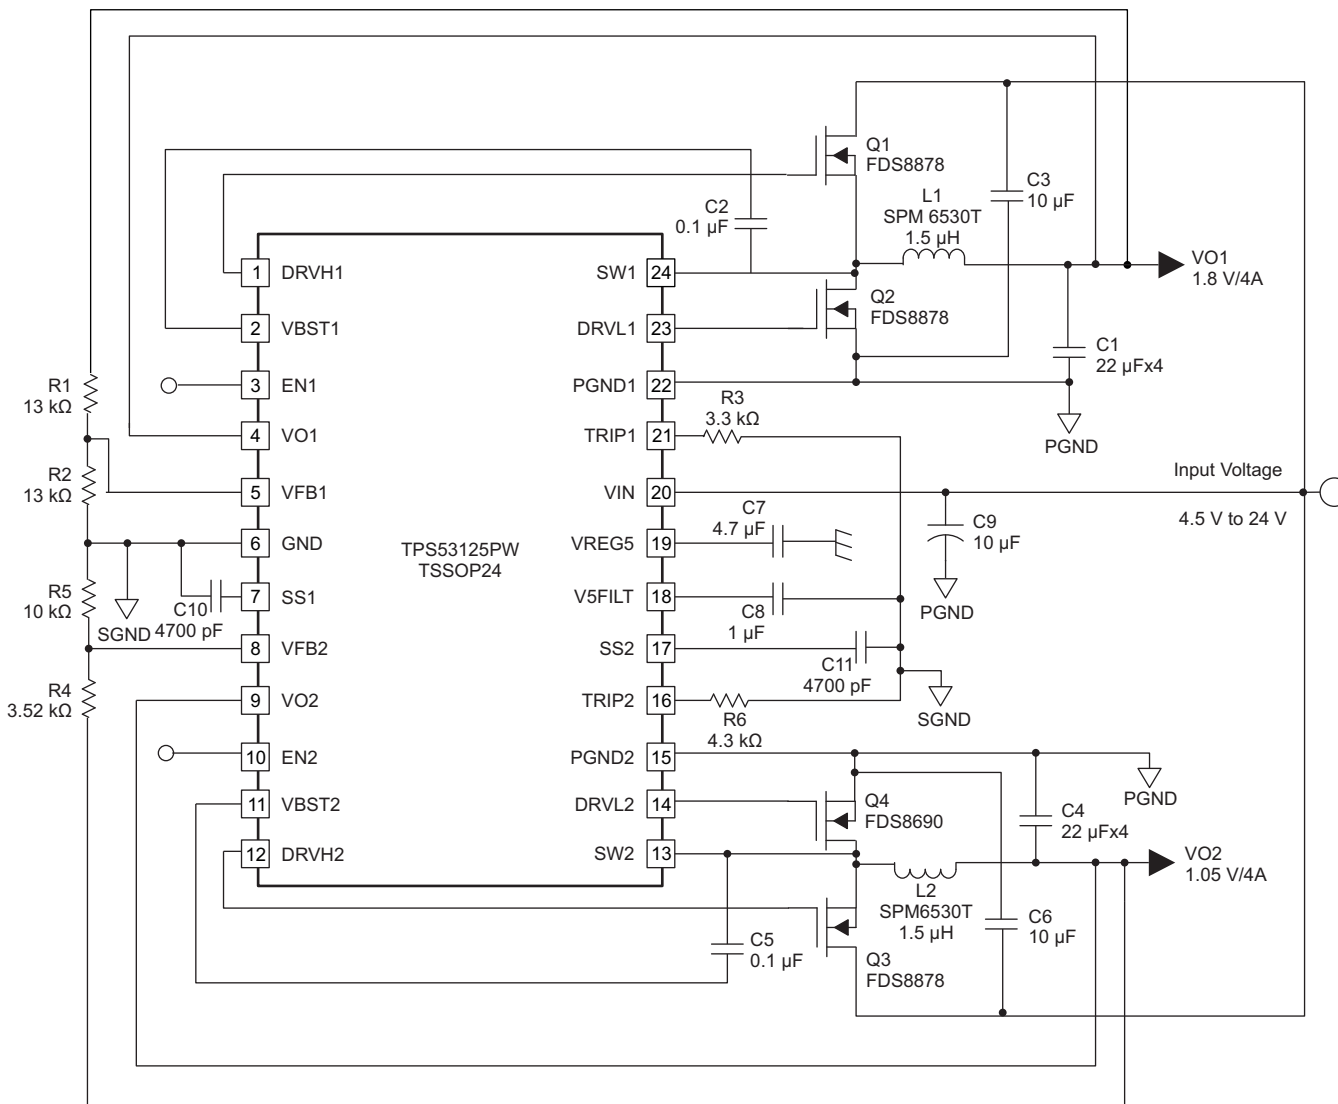 Q1
FDS8878
C3
10 µF
L1
SPM 6530T
1.5 µH
C2
0.1 µF
VO1
1.8 V/4A
Q2
FDS8878
C1
22 µFx4
PGND
R1
13 kΩ
R2
13 kΩ
R5
10 kΩ
SGND
C10
4700 pF
R4
3.52 kΩ
1 DRVH1
2 VBST1
3 EN1
4 VO1
5 VFB1
6 GND
7 SS1
8 VFB2
9 VO2
10 EN2
11 VBST2
12 DRVH2
TPS53125PW
TSSOP24
SW1 24
DRVL1 23
PGND1 22
TRIP1 21
VIN 20
VREG5 19
V5FILT 18
SS2 17
TRIP2 16
PGND2 15
DRVL2 14
SW2 13
R3
3.3 kΩ
Input Voltage
4.5 V to 24 V
C7
4.7 µF
C9
10 µF
PGND
C8
1 µF
C11
4700 pF
SGND
R6
4.3 kΩ
PGND
Q4
FDS8690
C4
22 µFx4
VO2
1.05 V/4A
L2
SPM6530T
1.5 µH
C6
10 µF
C5
0.1 µF
Q3
FDS8878